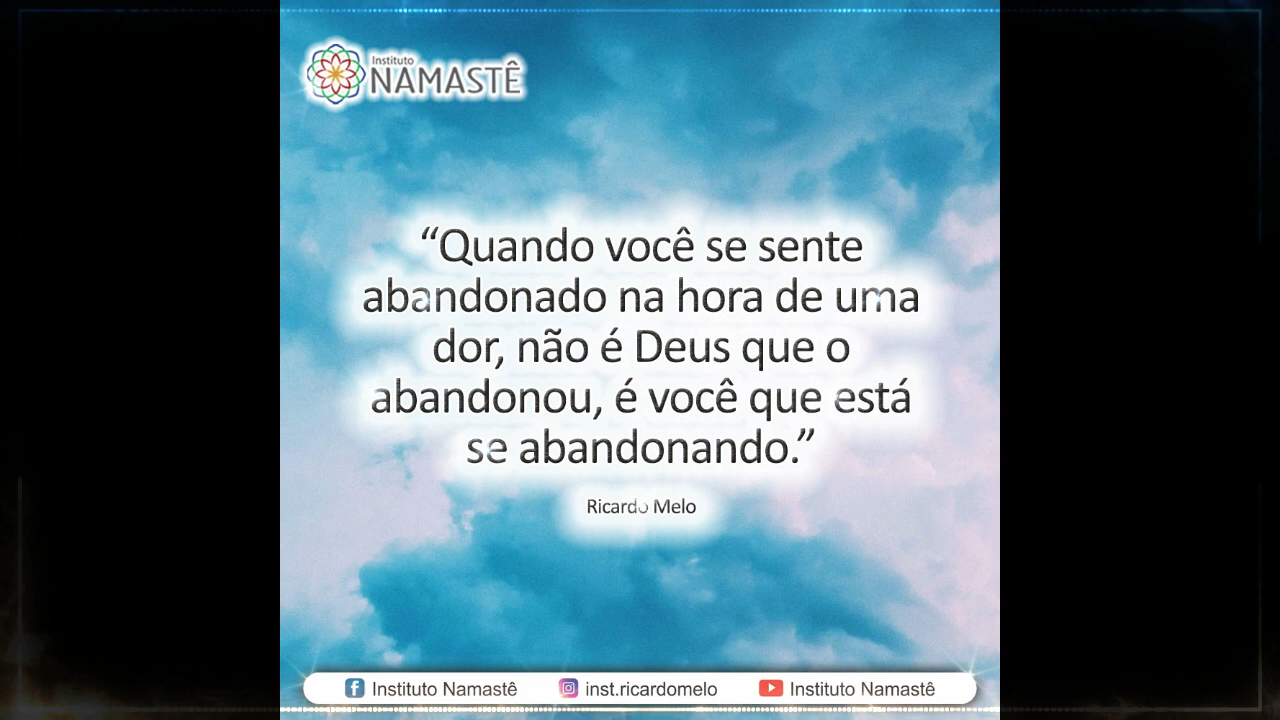 Instituto
NAMASTÊ
“Quando você se sente
abandonado na hora de uma
dor, não é Deus que o
abandonou, é você que está
se abandonando.”
Ricardo Melo
Instituto Namastê inst.ricardomelo Instituto Namastê